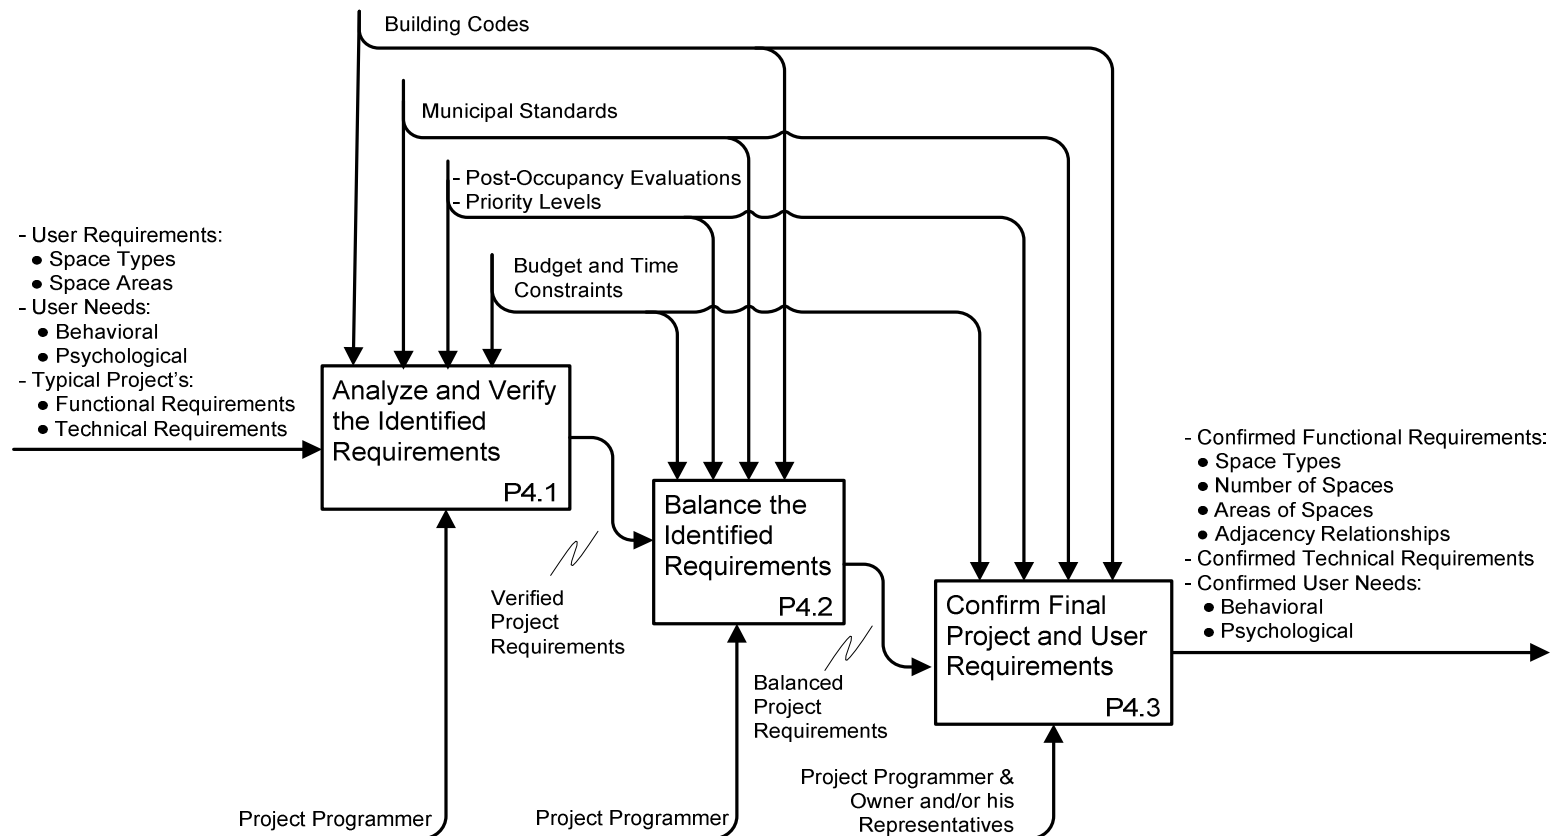 Building Codes
Municipal Standards
- Post-Occupancy Evaluations
- Priority Levels
Budget and Time
Constraints
- User Requirements:
● Space Types
● Space Areas
- User Needs:
● Behavioral
● Psychological
- Typical Project's:
● Functional Requirements
● Technical Requirements
Analyze and Verify
the Identified
Requirements
P4.1
Verified
Project
Requirements
Balance the
Identified
Requirements
P4.2
Balanced
Project
Requirements
Confirm Final
Project and User
Requirements
P4.3
- Confirmed Functional Requirements:
● Space Types
● Number of Spaces
● Areas of Spaces
● Adjacency Relationships
- Confirmed Technical Requirements
- Confirmed User Needs:
● Behavioral
● Psychological
Project Programmer
Project Programmer
Project Programmer &
Owner and/or his
Representatives